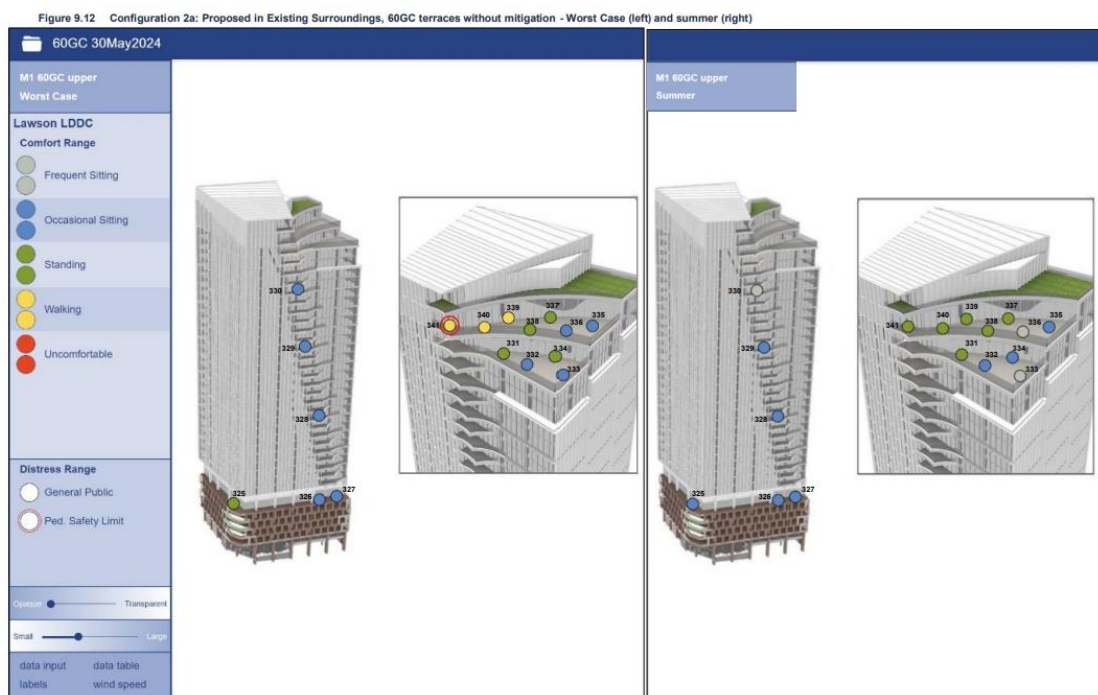 Figure 9.12 Configuration 2a: Proposed in Existing Surroundings, 60GC terraces without mitigation - Worst Case (left) and summer (right)
60GC 30May2024
M1 60GC upper
Worst Case
Lawson LDDC
Comfort Range
Frequent Sitting
Occasional Sitting
Standing
Walking
Uncomfortable
Distress Range
General Public
Ped. Safety Limit
Opaque Transparent
Small Large
data input data table
labels wind speed
330
329
328
325
326
327
339
337
341
340
338
336
335
331
332
334
333
M1 60GC upper
Summer
330
329
328
325
326
327
339
337
341
340
338
336
335
331
332
334
333